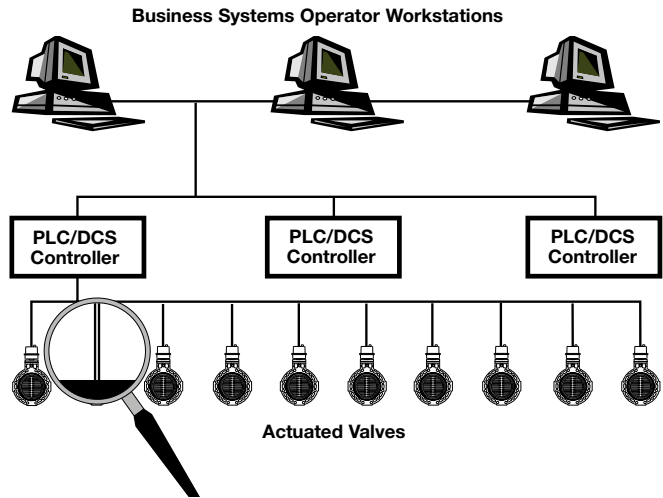 Business Systems Operator Workstations
PLC/DCS
Controller
PLC/DCS
Controller
PLC/DCS
Controller
Actuated Valves